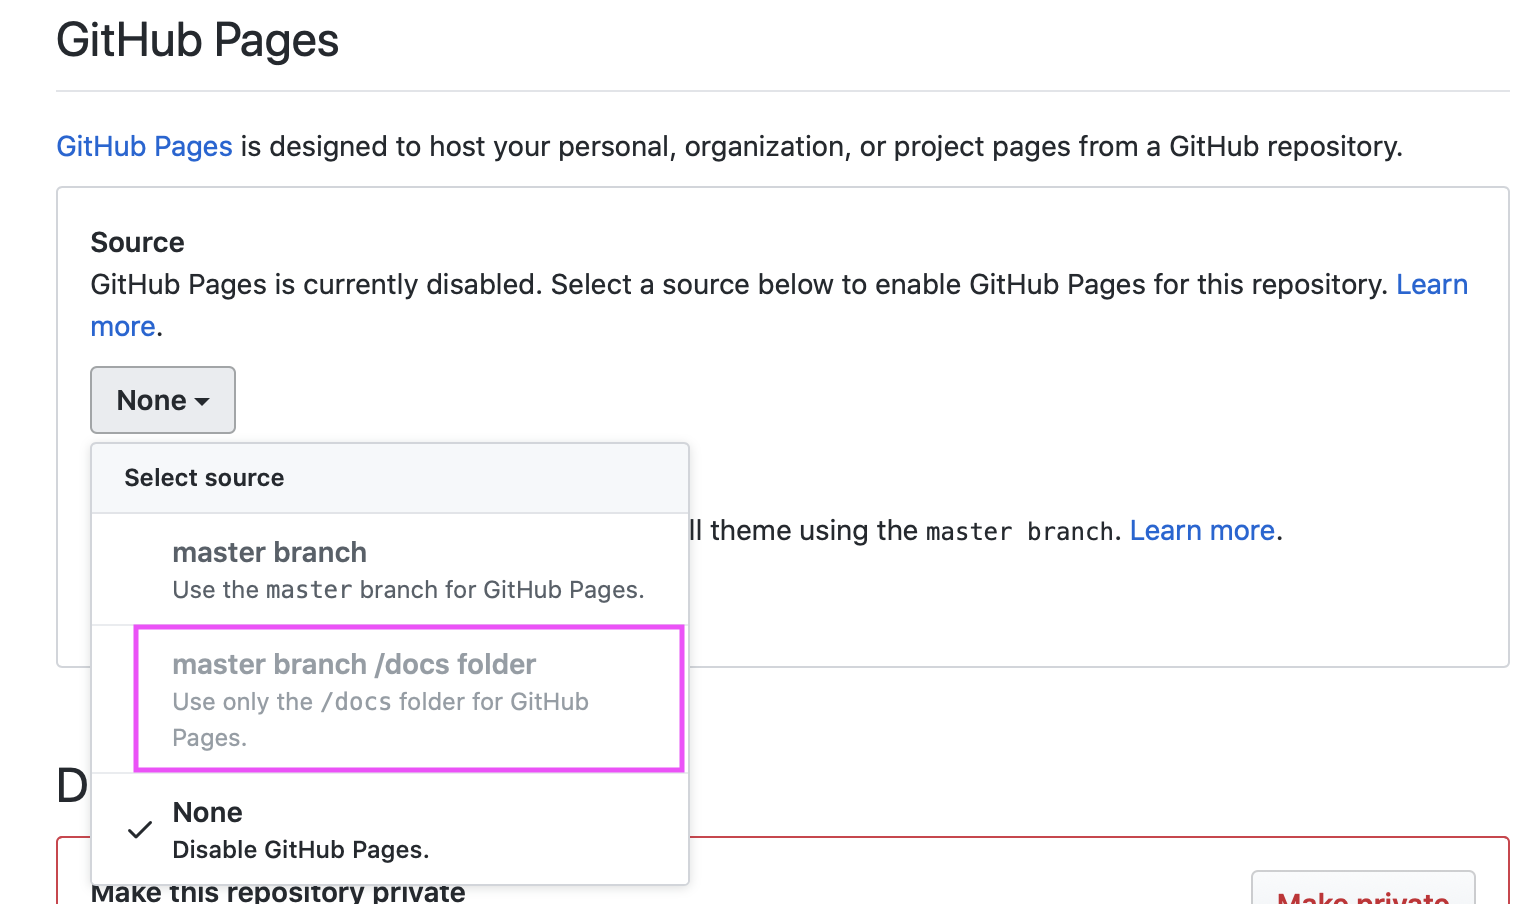 GitHub Pages
GitHub Pages is designed to host your personal, organization, or project pages from a GitHub repository.
Source
GitHub Pages is currently disabled. Select a source below to enable GitHub Pages for this repository. Learn
more.
None
Select source
master branch
Use the master branch for GitHub Pages.
ll theme using the master branch. Learn more.
master branch /docs folder
Use only the /docs folder for GitHub
Pages.
D
None
Disable GitHub Pages.
Make this repository private
Make private